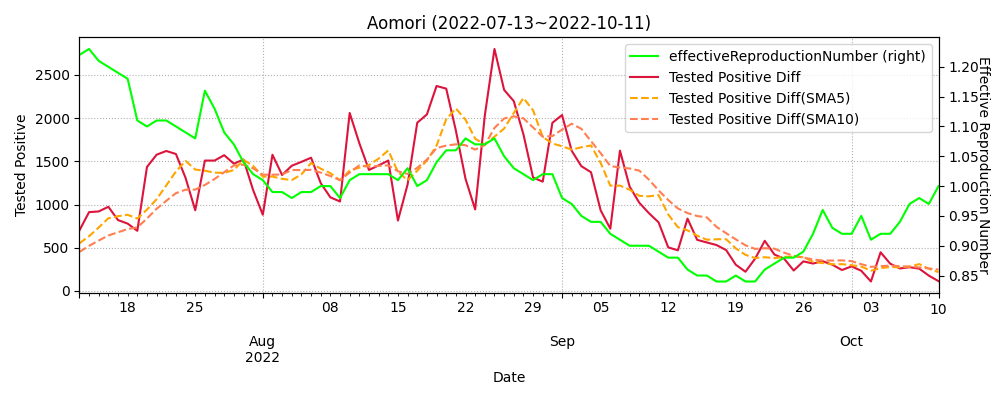 Aomori (2022-07-13~2022-10-11)
effectiveReproductionNumber (right)
Tested Positive Diff
Tested Positive Diff(SMA5)
Tested Positive Diff(SMA10)
Tested Positive
2500
2000
1500
1000
500
0
1.20
1.15
1.10
1.05
1.00
0.95
0.90
0.85
Effective Reproduction Number
18 25 08 15 22 29 05 12 19 26 03 10
Aug Sep Oct
2022
Date